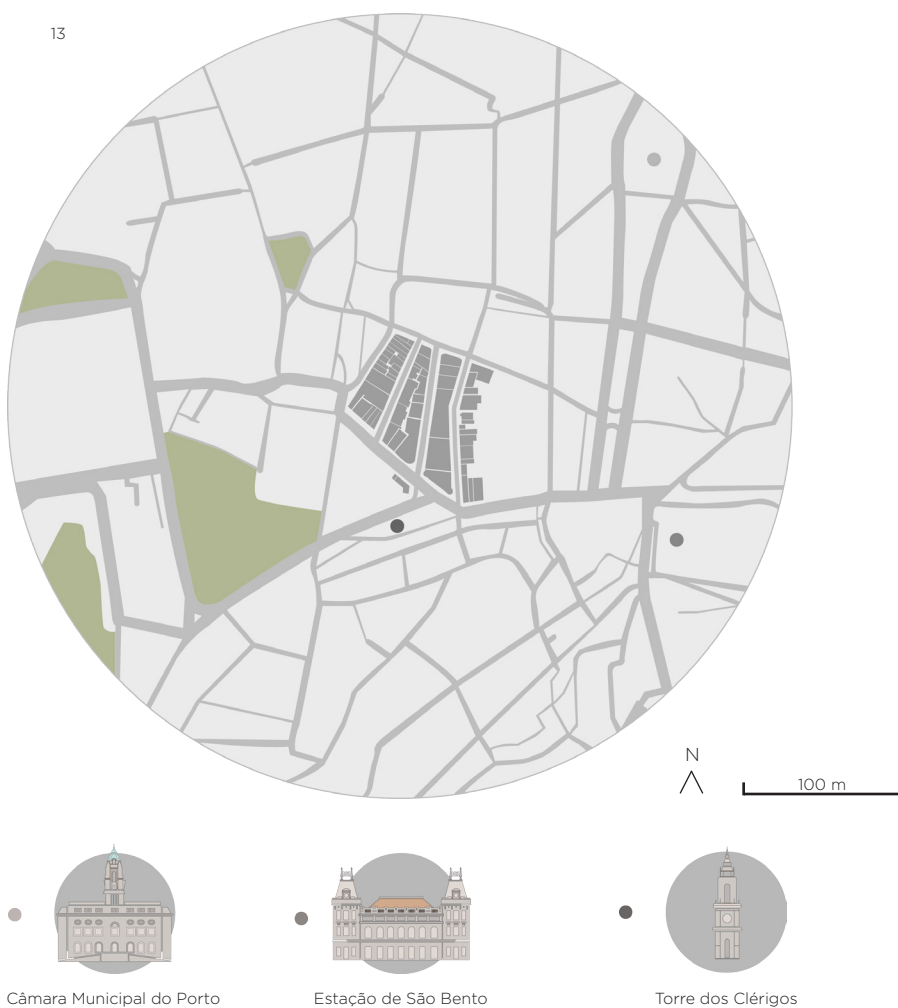 13
N
100 m
Câmara Municipal do Porto
Estação de São Bento
Torre dos Clérigos